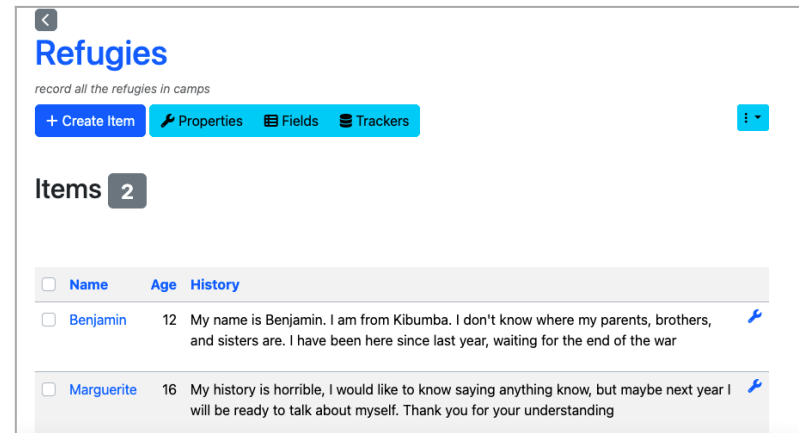 Refugies
record all the refugies in camps
+ Create Item Properties Fields Trackers
Items 2
Name Age History
Benjamin 12 My name is Benjamin. I am from Kibumba. I don't know where my parents, brothers,
and sisters are. I have been here since last year, waiting for the end of the war
Marguerite 16 My history is horrible, I would like to know saying anything know, but maybe next year I
will be ready to talk about myself. Thank you for your understanding